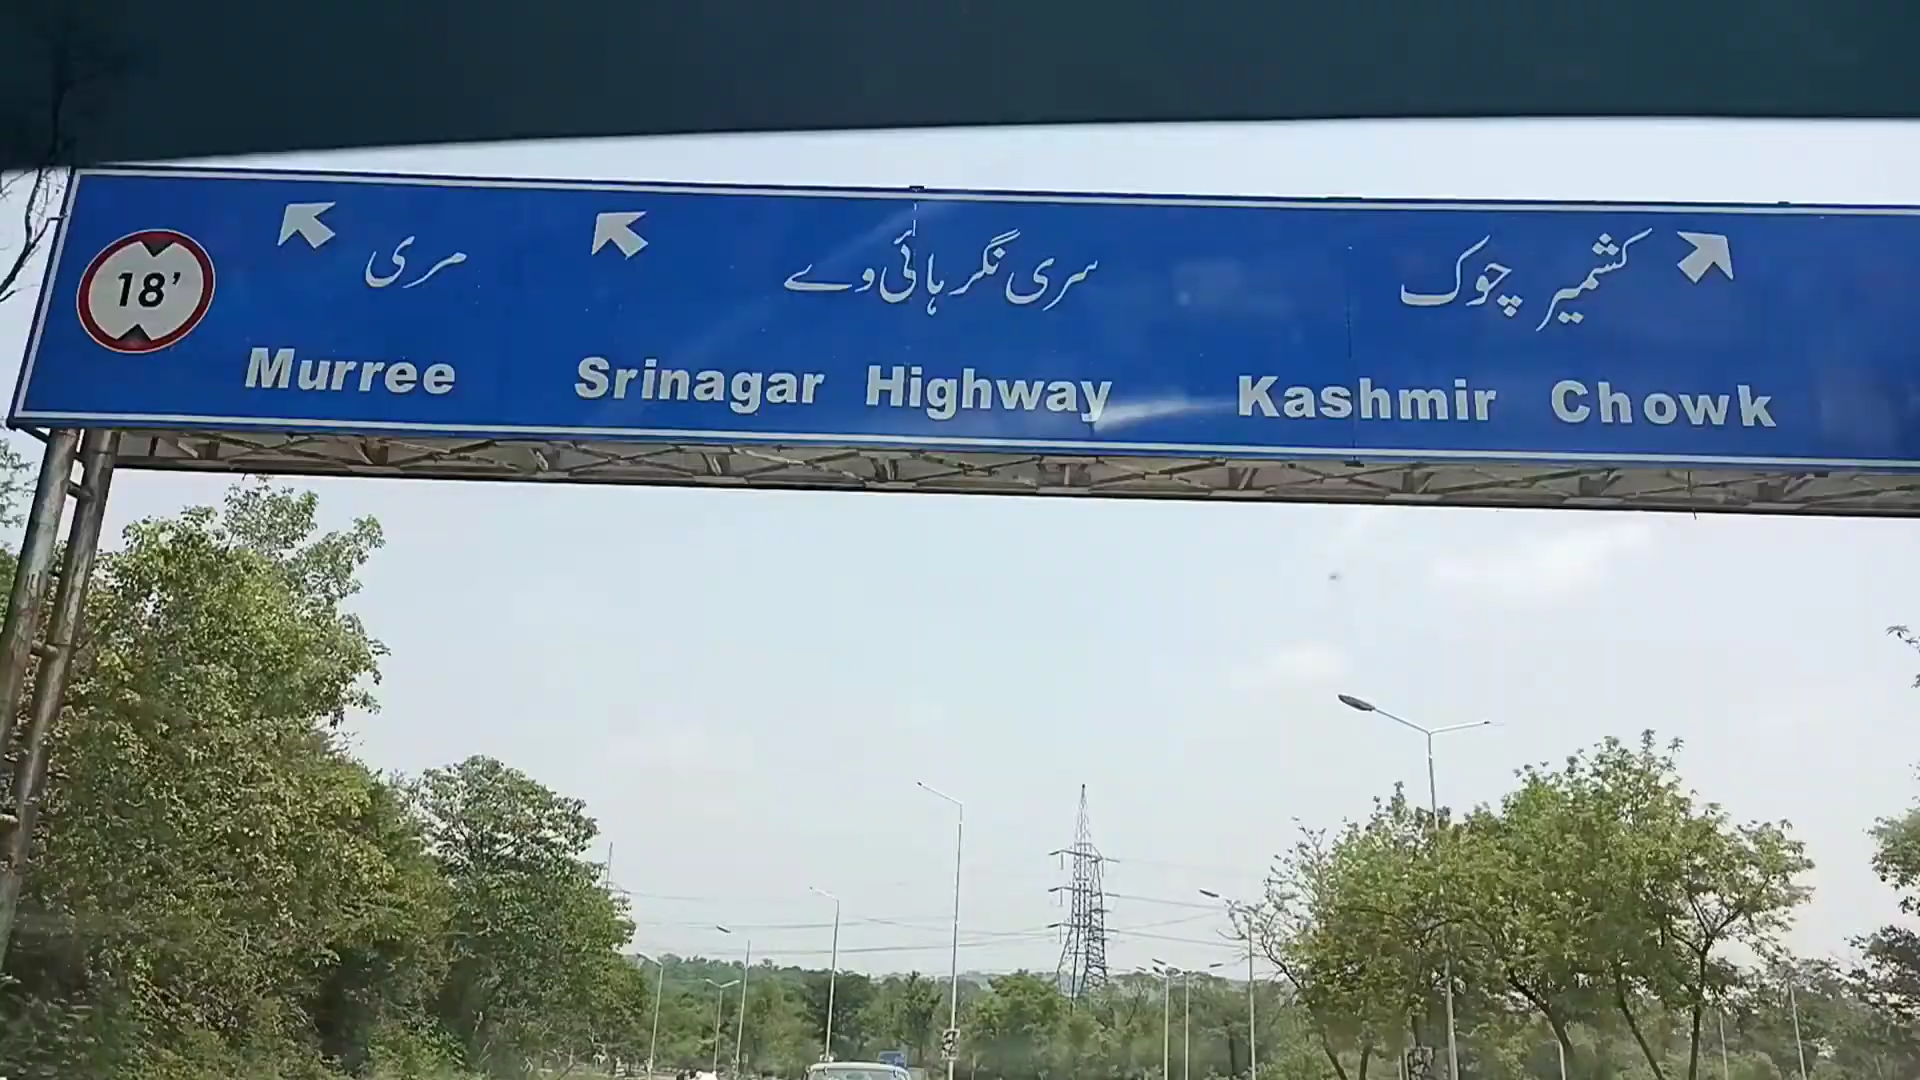 18'
مری
سری نگر ہائی وے
کشمیر چوک
Murree
Srinagar Highway
Kashmir Chowk